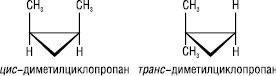 CH₃ CH₃ CH₃ H
H H H CH₃
цис–диметилциклопропан транс–диметилциклопропан